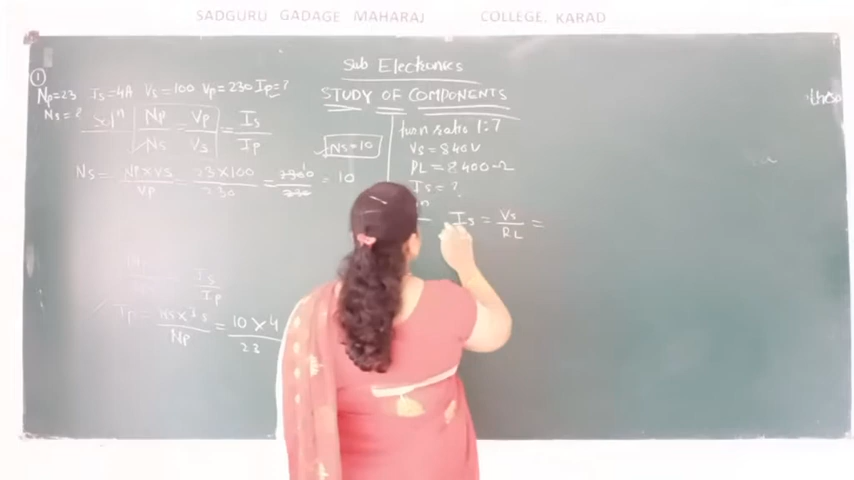 SADGURU GADAGE MAHARAJ COLLEGE. KARAD
Sub Electronics
STUDY OF COMPONENTS
①
Np=23 Is=4A Vs=100 Vp=230 Ip=?
Ns=?
Np/Ns = Vp/Vs = Is/Ip
Ns = Np×Vs/Vp = 23×100/230 = 2300/230 = 10
Ns=10
Is/Ip
Ip = Ns×Is/Np = 10×4/23
turn ratio 1:7
Vs = 840V
RL = 8400Ω
Is = ?
Is = Vs/RL =